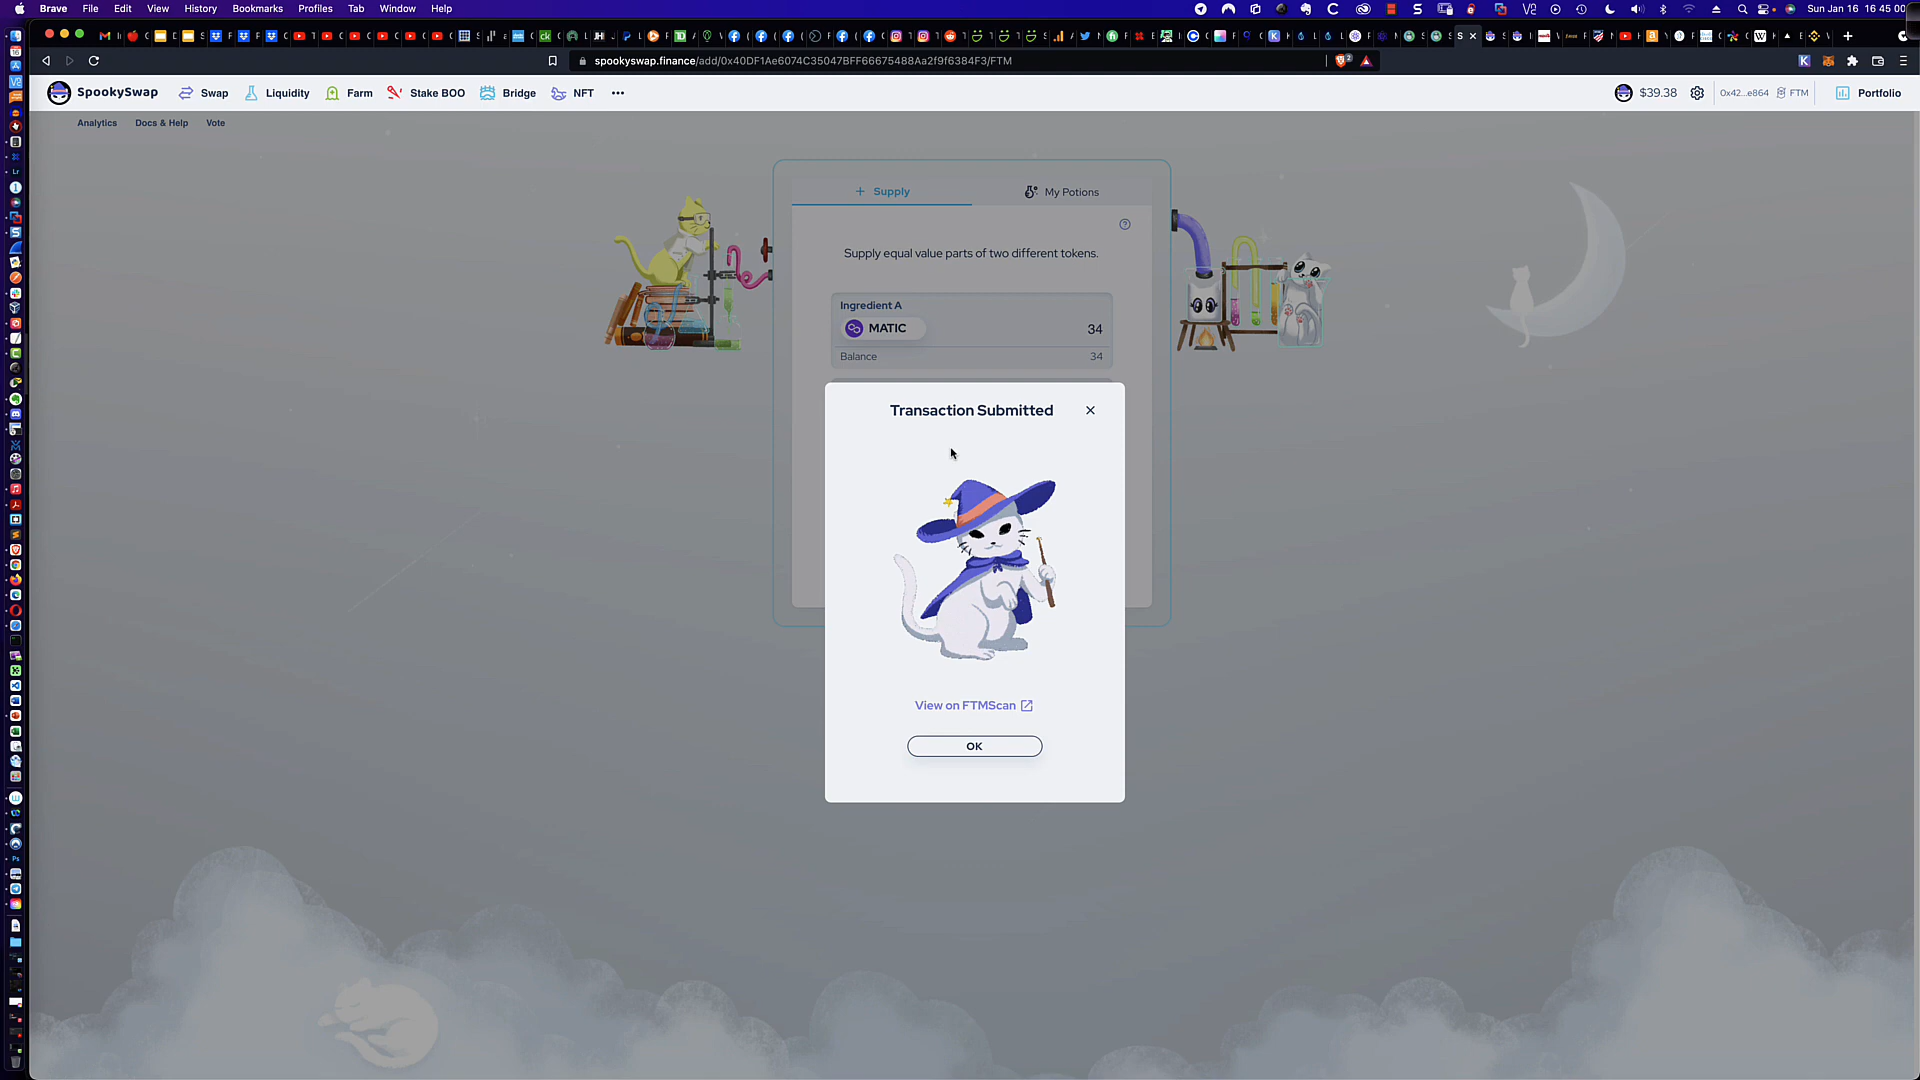 Brave File Edit View History Bookmarks Profiles Tab Window Help
Sun Jan 16 16 45 00
spookyswap.finance/add/0x40DF1Ae6074C35047BFF66675488Aa2f9f6384F3/FTM
SpookySwap Swap Liquidity Farm Stake BOO Bridge NFT
$39.38 0x42...e864 FTM Portfolio
Analytics Docs & Help Vote
Supply My Potions
Supply equal value parts of two different tokens.
Ingredient A
MATIC 34
Balance 34
Transaction Submitted
View on FTMScan
OK